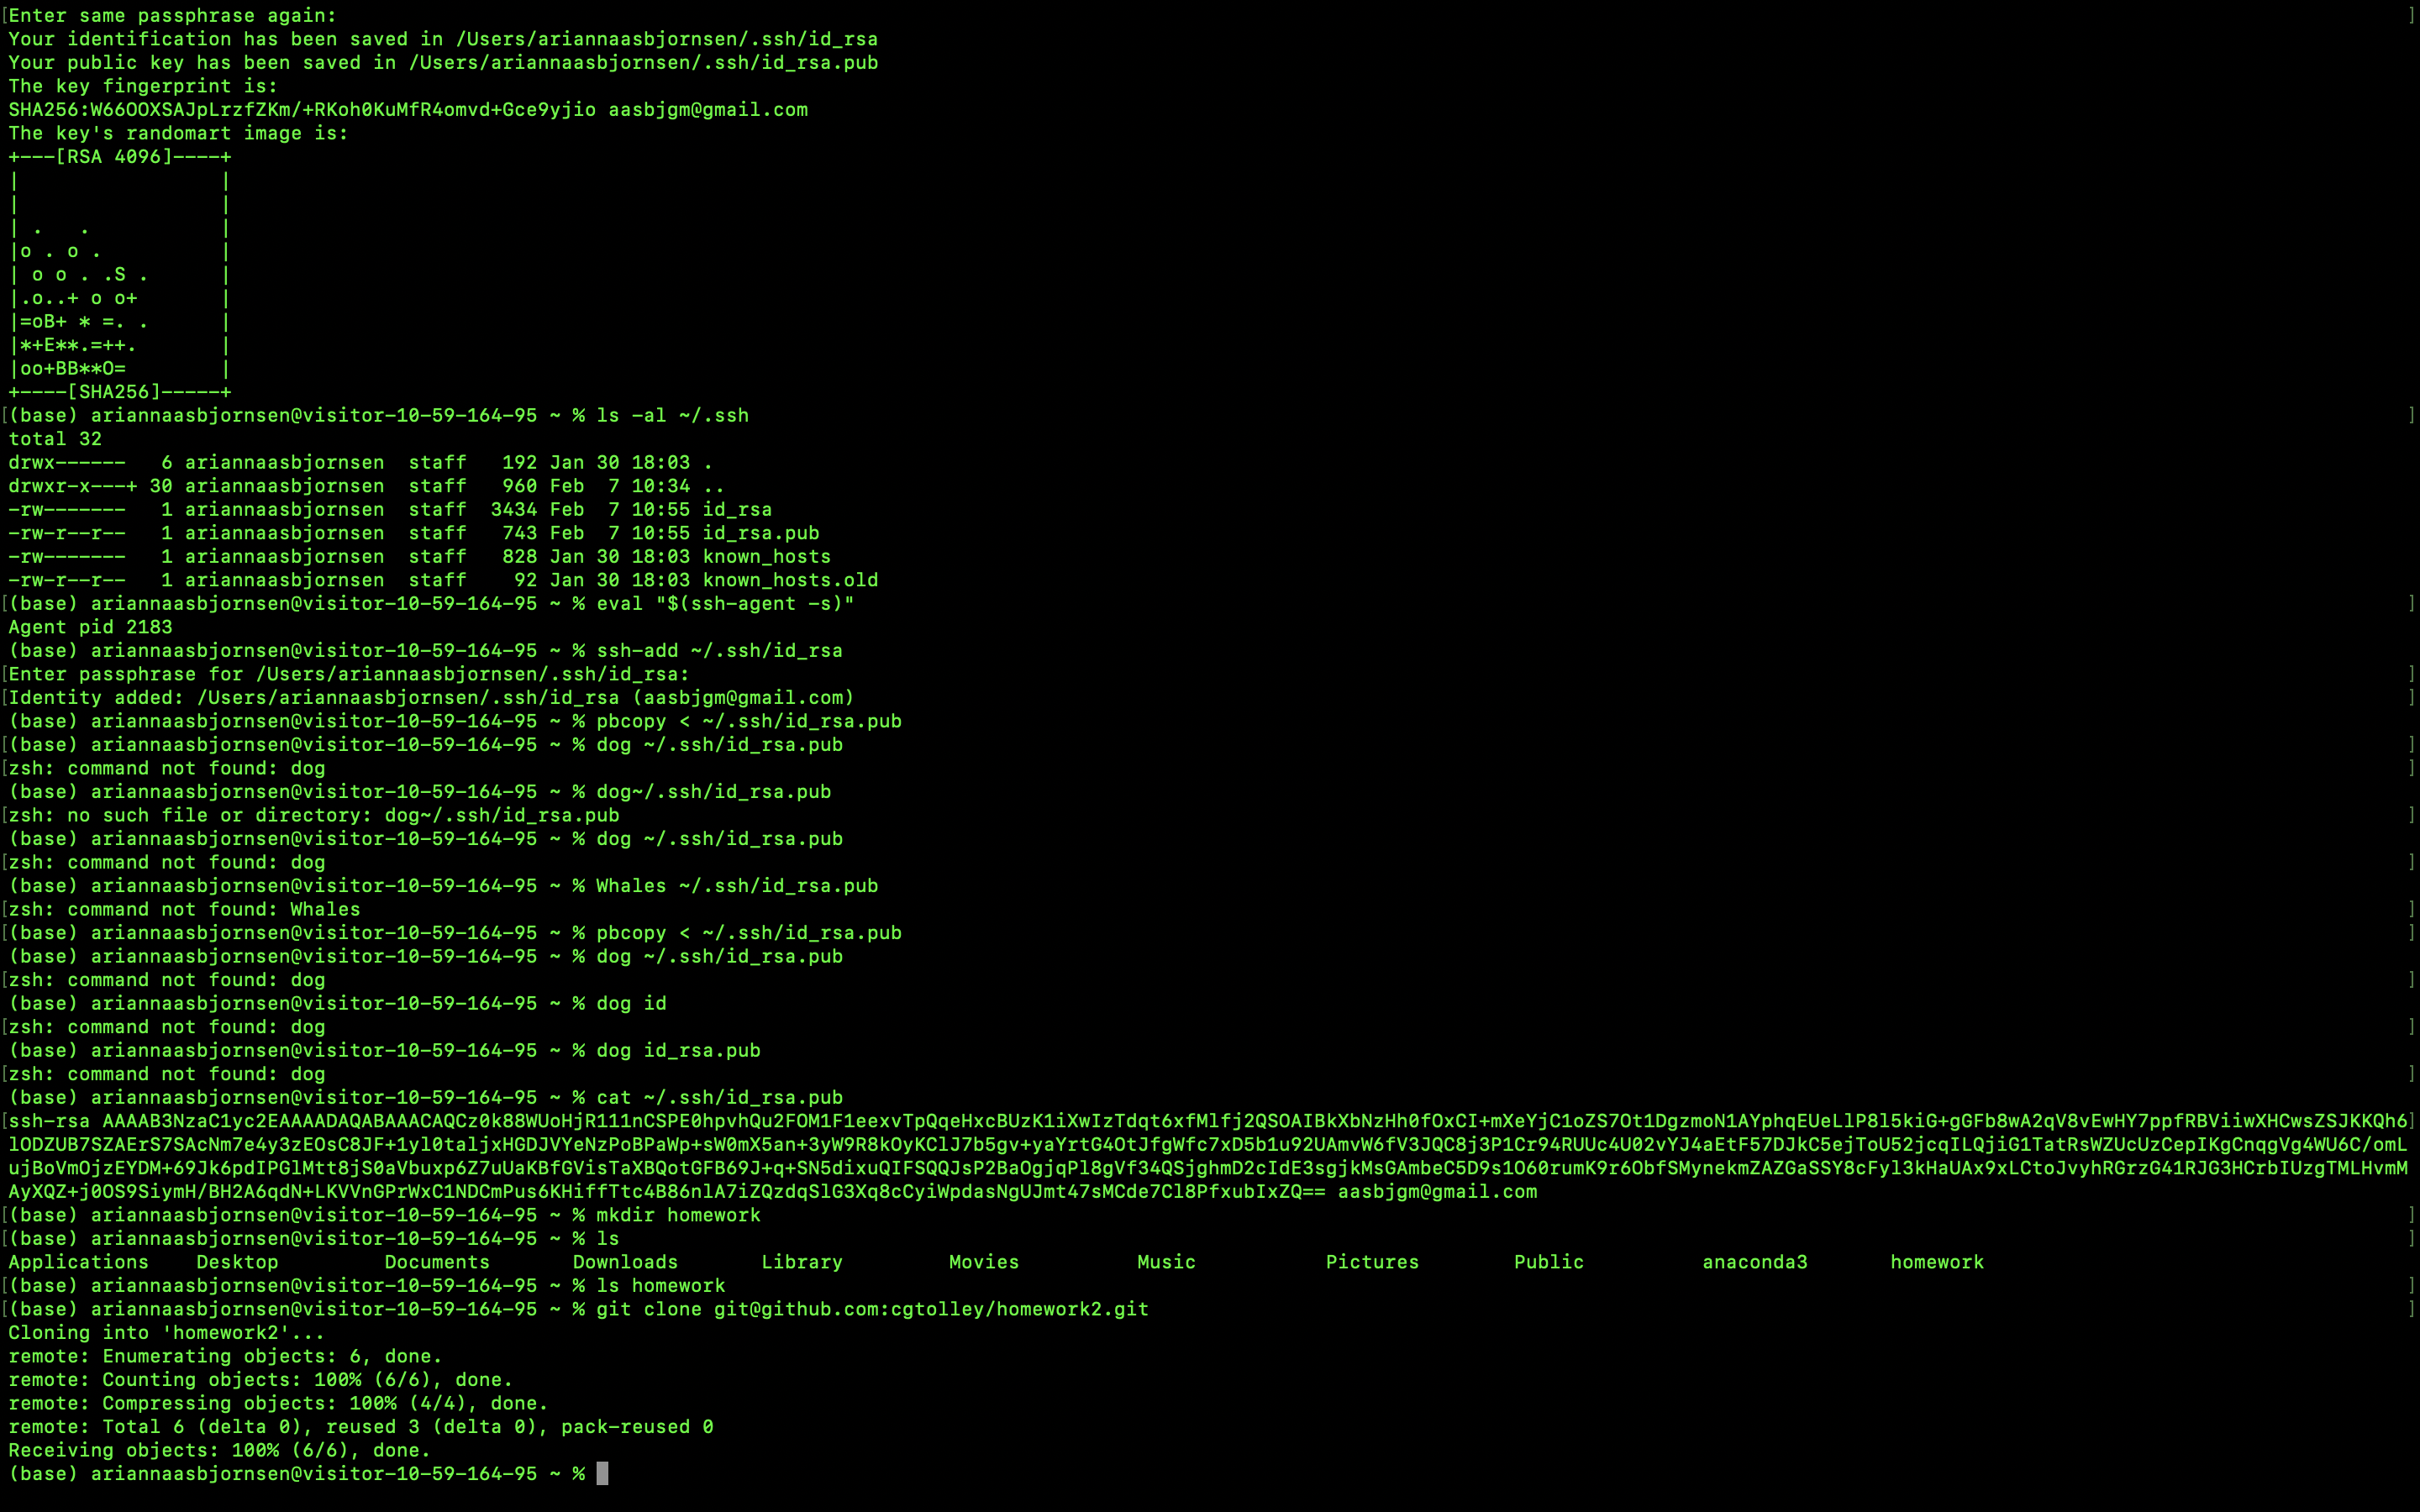 [Enter same passphrase again: ]
Your identification has been saved in /Users/ariannaasbjornsen/.ssh/id_rsa
Your public key has been saved in /Users/ariannaasbjornsen/.ssh/id_rsa.pub
The key fingerprint is:
SHA256:W66OOXSAJpLrzfZKm/+RKoh0KuMfR4omvd+Gce9yjio aasbjgm@gmail.com
The key's randomart image is:
+---[RSA 4096]----+
|                 |
|                 |
| .   .           |
|o . o .          |
| o o . .S .      |
|.o..+ o o+       |
|=oB+ * =. .      |
|*+E**.=++.       |
|oo+BB**O=        |
+----[SHA256]-----+
[(base) ariannaasbjornsen@visitor-10-59-164-95 ~ % ls -al ~/.ssh ]
total 32
drwx------   6 ariannaasbjornsen  staff   192 Jan 30 18:03 .
drwxr-x---+ 30 ariannaasbjornsen  staff   960 Feb  7 10:34 ..
-rw-------   1 ariannaasbjornsen  staff  3434 Feb  7 10:55 id_rsa
-rw-r--r--   1 ariannaasbjornsen  staff   743 Feb  7 10:55 id_rsa.pub
-rw-------   1 ariannaasbjornsen  staff   828 Jan 30 18:03 known_hosts
-rw-r--r--   1 ariannaasbjornsen  staff    92 Jan 30 18:03 known_hosts.old
[(base) ariannaasbjornsen@visitor-10-59-164-95 ~ % eval "$(ssh-agent -s)" ]
Agent pid 2183
(base) ariannaasbjornsen@visitor-10-59-164-95 ~ % ssh-add ~/.ssh/id_rsa
[Enter passphrase for /Users/ariannaasbjornsen/.ssh/id_rsa: ]
[Identity added: /Users/ariannaasbjornsen/.ssh/id_rsa (aasbjgm@gmail.com) ]
(base) ariannaasbjornsen@visitor-10-59-164-95 ~ % pbcopy < ~/.ssh/id_rsa.pub
[(base) ariannaasbjornsen@visitor-10-59-164-95 ~ % dog ~/.ssh/id_rsa.pub ]
[zsh: command not found: dog ]
(base) ariannaasbjornsen@visitor-10-59-164-95 ~ % dog~/.ssh/id_rsa.pub
[zsh: no such file or directory: dog~/.ssh/id_rsa.pub ]
(base) ariannaasbjornsen@visitor-10-59-164-95 ~ % dog ~/.ssh/id_rsa.pub
[zsh: command not found: dog ]
(base) ariannaasbjornsen@visitor-10-59-164-95 ~ % Whales ~/.ssh/id_rsa.pub
[zsh: command not found: Whales ]
[(base) ariannaasbjornsen@visitor-10-59-164-95 ~ % pbcopy < ~/.ssh/id_rsa.pub ]
(base) ariannaasbjornsen@visitor-10-59-164-95 ~ % dog ~/.ssh/id_rsa.pub
[zsh: command not found: dog ]
(base) ariannaasbjornsen@visitor-10-59-164-95 ~ % dog id
[zsh: command not found: dog ]
(base) ariannaasbjornsen@visitor-10-59-164-95 ~ % dog id_rsa.pub
[zsh: command not found: dog ]
(base) ariannaasbjornsen@visitor-10-59-164-95 ~ % cat ~/.ssh/id_rsa.pub
[ssh-rsa AAAAB3NzaC1yc2EAAAADAQABAAACAQCz0k88WUoHjR111nCSPE0hpvhQu2FOM1F1eexvTpQqeHxcBUzK1iXwIzTdqt6xfMlfj2QSOAIBkXbNzHh0fOxCI+mXeYjC1oZS7Ot1DgzmoN1AYphqEUeLlP8l5kiG+gGFb8wA2qV8vEwHY7ppfRBViiwXHCwsZSJKKQh6]
lODZUB7SZAErS7SAcNm7e4y3zEOsC8JF+1yl0taljxHGDJVYeNzPoBPaWp+sW0mX5an+3yW9R8kOyKClJ7b5gv+yaYrtG4OtJfgWfc7xD5b1u92UAmvW6fV3JQC8j3P1Cr94RUUc4U02vYJ4aEtF57DJkC5ejToU52jcqILQjiG1TatRsWZUcUzCepIKgCnqgVg4WU6C/omL
ujBoVmOjzEYDM+69Jk6pdIPGlMtt8jS0aVbuxp6Z7uUaKBfGVisTaXBQotGFB69J+q+SN5dixuQIFSQQJsP2BaOgjqPl8gVf34QSjghmD2cIdE3sgjkMsGAmbeC5D9s1O60rumK9r6ObfSMynekmZAZGaSSY8cFyl3kHaUAx9xLCtoJvyhRGrzG41RJG3HCrbIUzgTMLHvmM
AyXQZ+j0OS9SiymH/BH2A6qdN+LKVVnGPrWxC1NDCmPus6KHiffTtc4B86nlA7iZQzdqSlG3Xq8cCyiWpdasNgUJmt47sMCde7Cl8PfxubIxZQ== aasbjgm@gmail.com
[(base) ariannaasbjornsen@visitor-10-59-164-95 ~ % mkdir homework ]
[(base) ariannaasbjornsen@visitor-10-59-164-95 ~ % ls ]
Applications    Desktop         Documents       Downloads       Library         Movies          Music           Pictures        Public          anaconda3       homework
[(base) ariannaasbjornsen@visitor-10-59-164-95 ~ % ls homework ]
[(base) ariannaasbjornsen@visitor-10-59-164-95 ~ % git clone git@github.com:cgtolley/homework2.git ]
Cloning into 'homework2'...
remote: Enumerating objects: 6, done.
remote: Counting objects: 100% (6/6), done.
remote: Compressing objects: 100% (4/4), done.
remote: Total 6 (delta 0), reused 3 (delta 0), pack-reused 0
Receiving objects: 100% (6/6), done.
(base) ariannaasbjornsen@visitor-10-59-164-95 ~ %